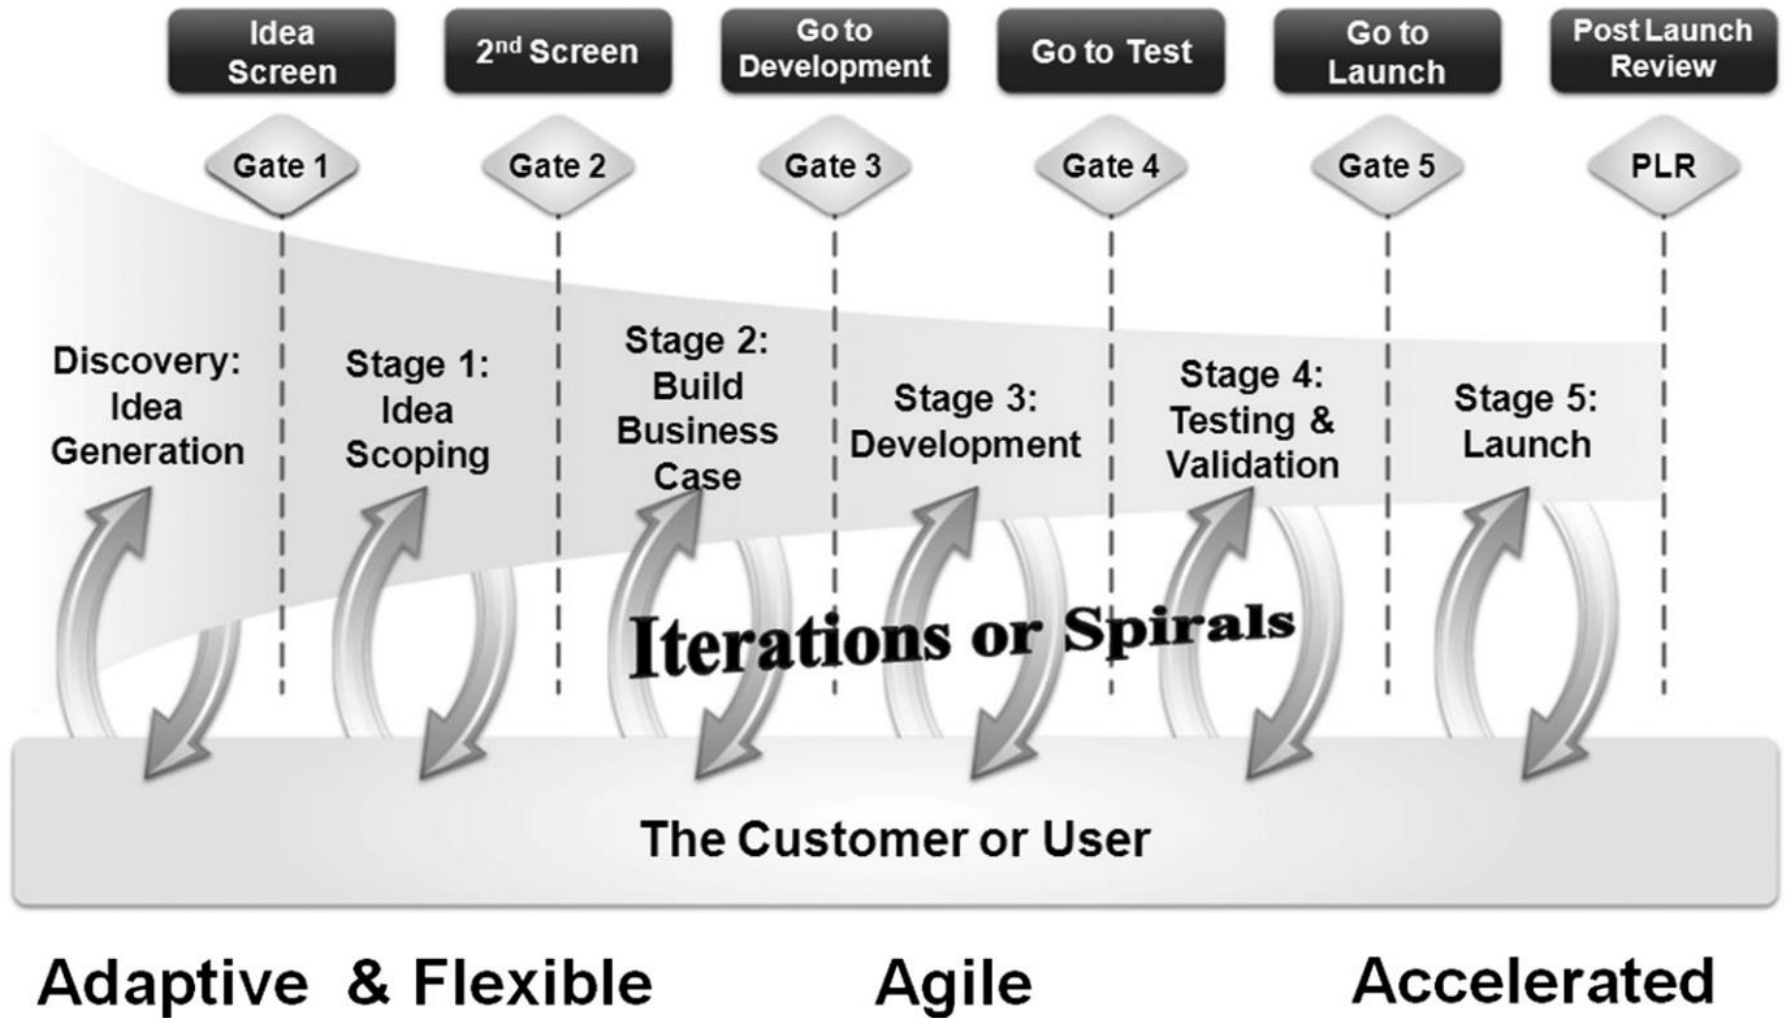 Idea
Screen
2nd Screen
Go to
Development
Go to Test
Go to
Launch
Post Launch
Review
Gate 1
Gate 2
Gate 3
Gate 4
Gate 5
PLR
Discovery:
Idea
Generation
Stage 1:
Idea
Scoping
Stage 2:
Build
Business
Case
Stage 3:
Development
Stage 4:
Testing &
Validation
Stage 5:
Launch
Iterations or Spirals
The Customer or User
Adaptive & Flexible
Agile
Accelerated